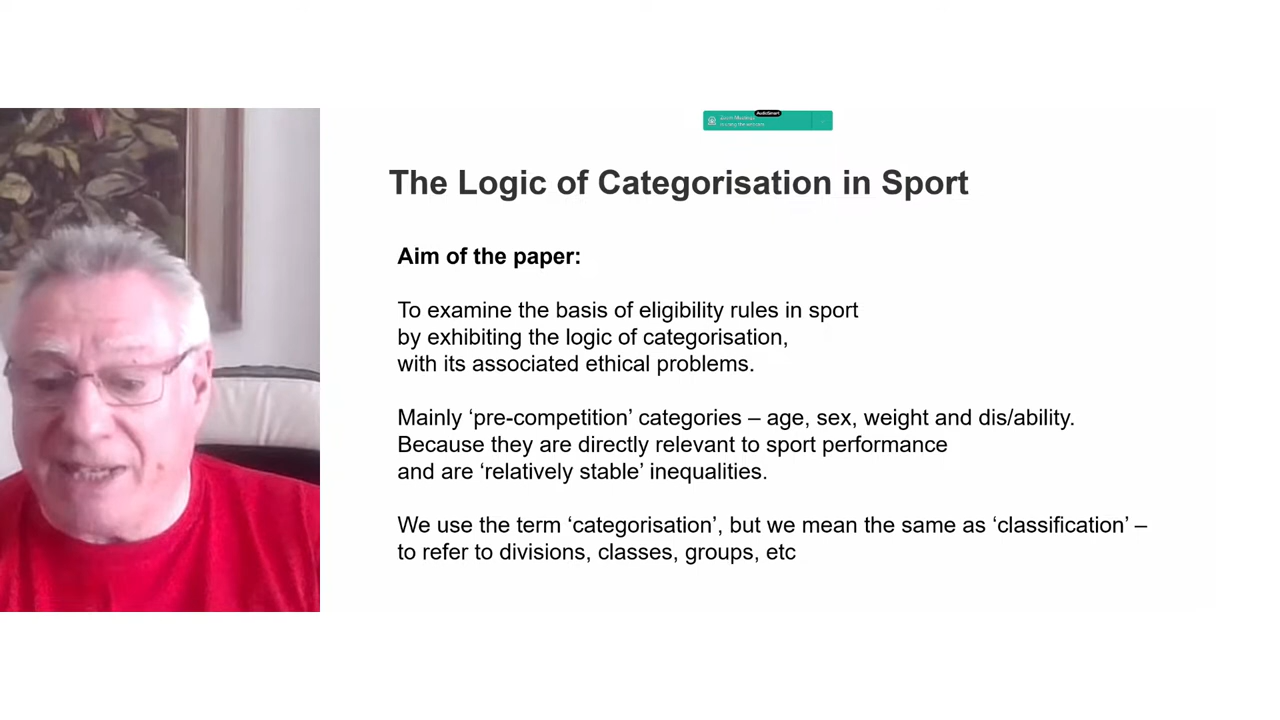 AudioSmart
Zoom Meetings
The Logic of Categorisation in Sport
Aim of the paper:
To examine the basis of eligibility rules in sport
by exhibiting the logic of categorisation,
with its associated ethical problems.
Mainly ‘pre-competition’ categories – age, sex, weight and dis/ability.
Because they are directly relevant to sport performance
and are ‘relatively stable’ inequalities.
We use the term ‘categorisation’, but we mean the same as ‘classification’ –
to refer to divisions, classes, groups, etc